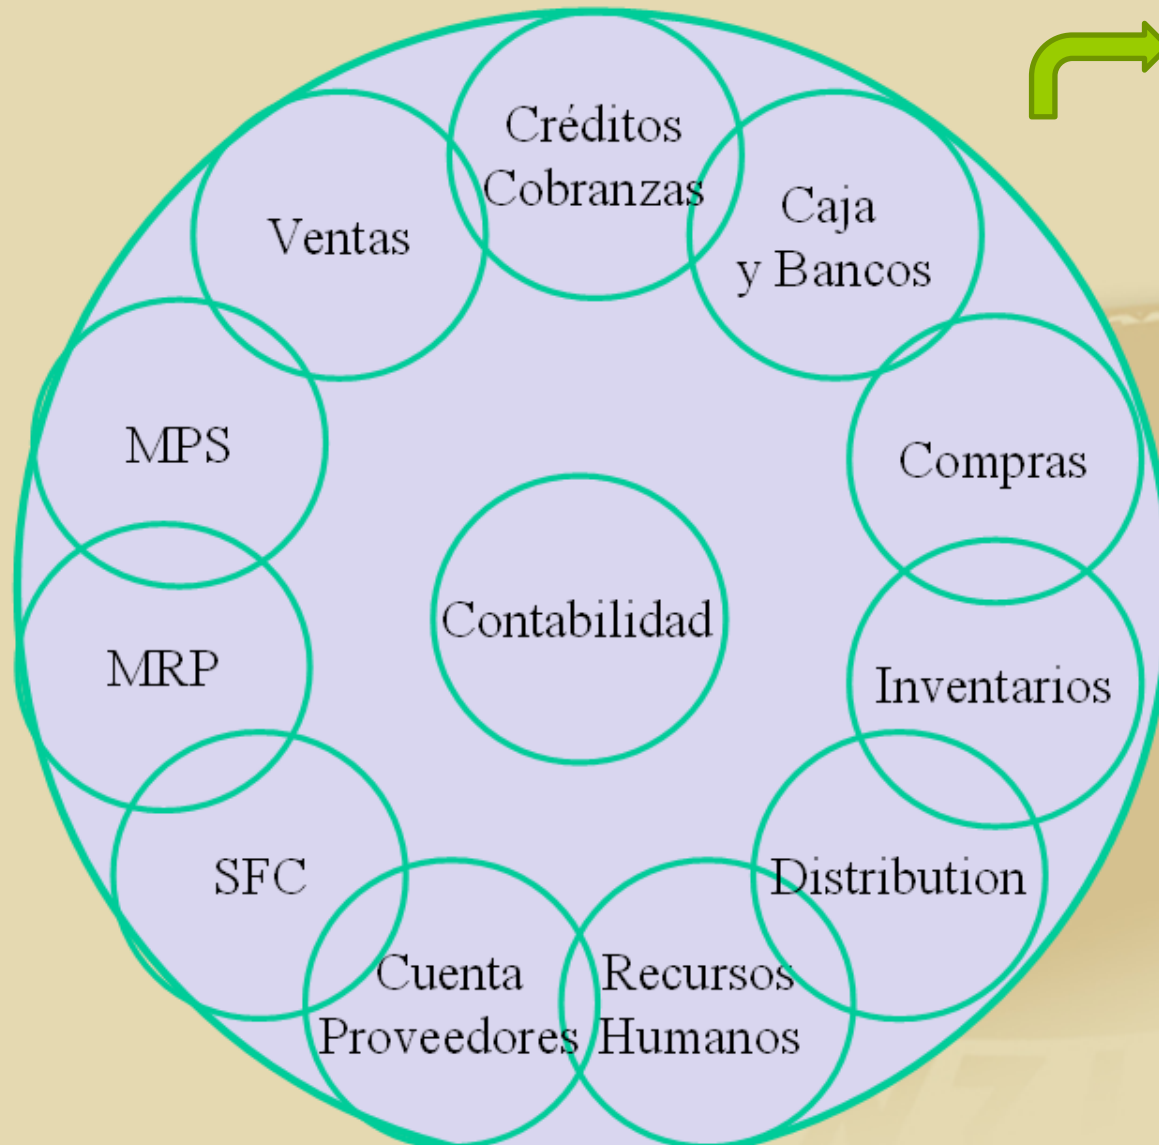 Créditos
Cobranzas
Caja
y Bancos
Ventas
MPS
Compras
Contabilidad
MRP
Inventarios
SFC
Distribution
Cuenta
Proveedores
Recursos
Humanos